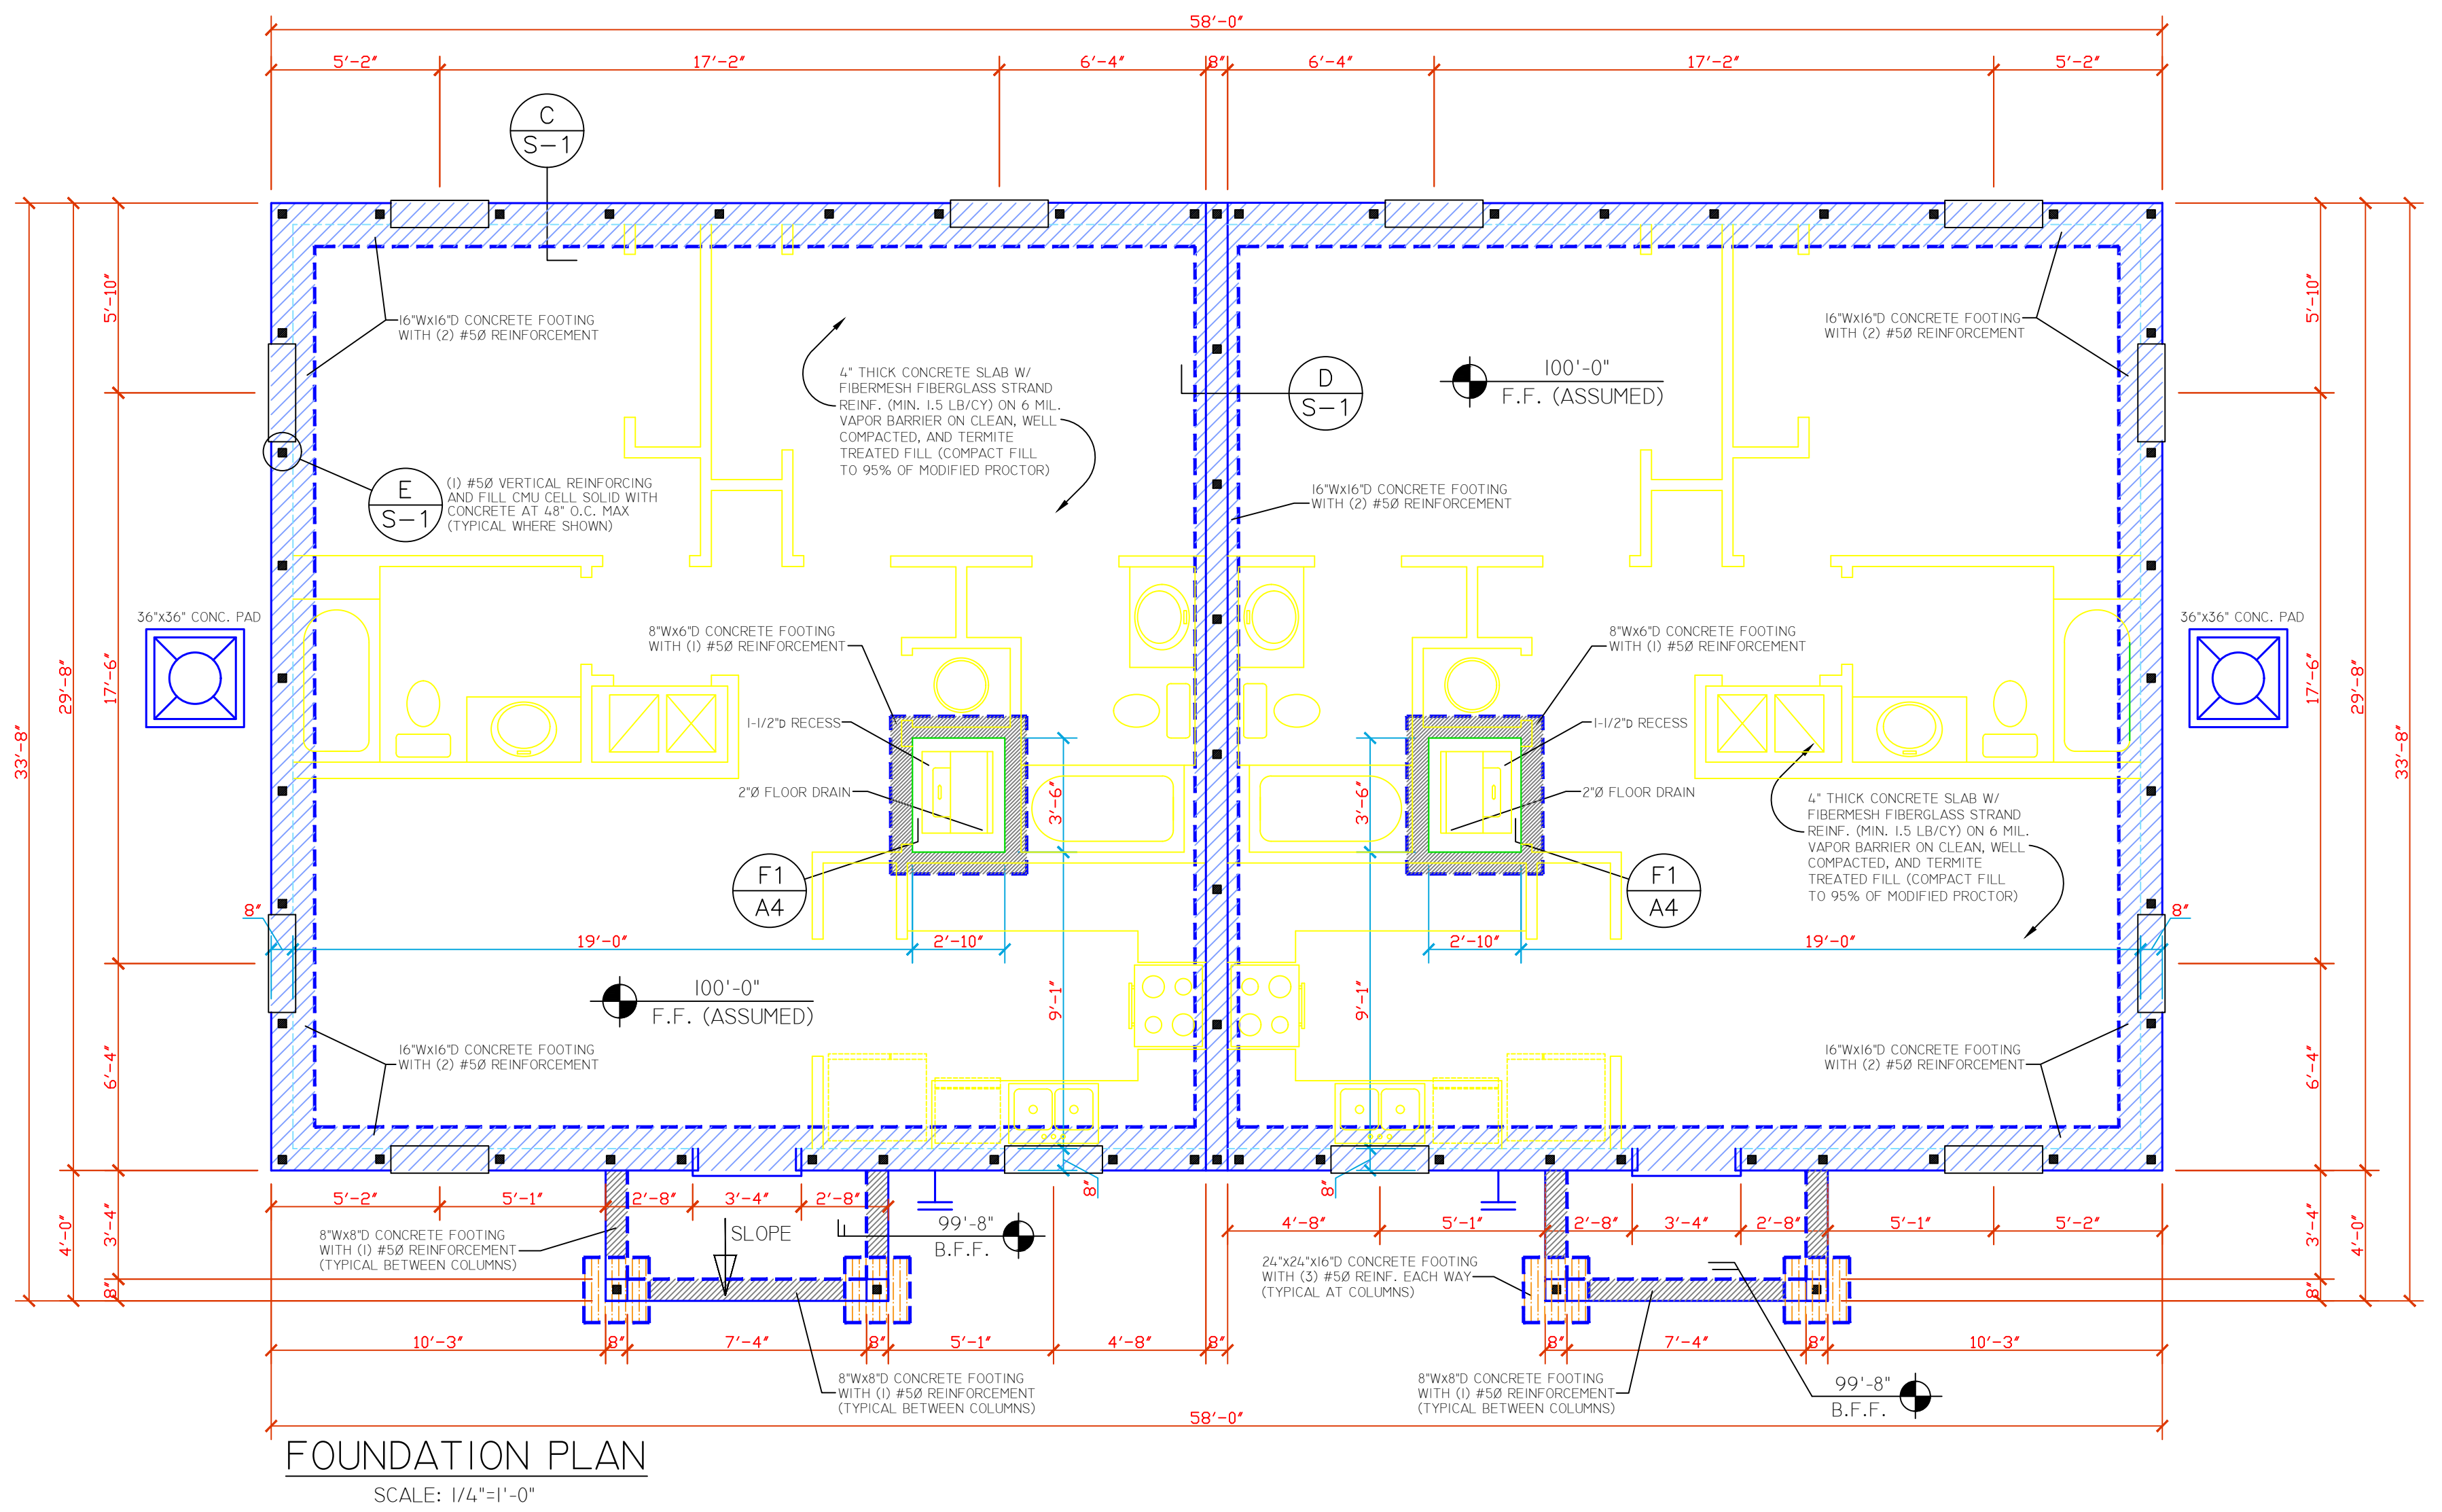 58'-0"
5'-2"
17'-2"
6'-4"
8"
6'-4"
17'-2"
5'-2"
C
S-1
5'-10"
5'-10"
16"Wx16"D CONCRETE FOOTING
WITH (2) #5Ø REINFORCEMENT
16"Wx16"D CONCRETE FOOTING
WITH (2) #5Ø REINFORCEMENT
4" THICK CONCRETE SLAB W/
FIBERMESH FIBERGLASS STRAND
REINF. (MIN. 1.5 LB/CY) ON 6 MIL.
VAPOR BARRIER ON CLEAN, WELL
COMPACTED, AND TERMITE
TREATED FILL (COMPACT FILL
TO 95% OF MODIFIED PROCTOR)
D
S-1
100'-0"
F.F. (ASSUMED)
E
S-1
(1) #5Ø VERTICAL REINFORCING
AND FILL CMU CELL SOLID WITH
CONCRETE AT 48" O.C. MAX
(TYPICAL WHERE SHOWN)
16"Wx16"D CONCRETE FOOTING
WITH (2) #5Ø REINFORCEMENT
36"x36" CONC. PAD
36"x36" CONC. PAD
8"Wx6"D CONCRETE FOOTING
WITH (1) #5Ø REINFORCEMENT
8"Wx6"D CONCRETE FOOTING
WITH (1) #5Ø REINFORCEMENT
33'-8"
29'-8"
17'-6"
17'-6"
29'-8"
33'-8"
1-1/2"D RECESS
1-1/2"D RECESS
2"Ø FLOOR DRAIN
2"Ø FLOOR DRAIN
3'-6"
3'-6"
4" THICK CONCRETE SLAB W/
FIBERMESH FIBERGLASS STRAND
REINF. (MIN. 1.5 LB/CY) ON 6 MIL.
VAPOR BARRIER ON CLEAN, WELL
COMPACTED, AND TERMITE
TREATED FILL (COMPACT FILL
TO 95% OF MODIFIED PROCTOR)
F1
A4
F1
A4
8"
19'-0"
2'-10"
2'-10"
19'-0"
8"
100'-0"
F.F. (ASSUMED)
9'-1"
9'-1"
16"Wx16"D CONCRETE FOOTING
WITH (2) #5Ø REINFORCEMENT
16"Wx16"D CONCRETE FOOTING
WITH (2) #5Ø REINFORCEMENT
6'-4"
6'-4"
8"
8"
5'-2"
5'-1"
2'-8"
3'-4"
2'-8"
4'-8"
5'-1"
2'-8"
3'-4"
2'-8"
5'-1"
5'-2"
4'-0"
3'-4"
8"
3'-4"
4'-0"
8"
8"Wx8"D CONCRETE FOOTING
WITH (1) #5Ø REINFORCEMENT
(TYPICAL BETWEEN COLUMNS)
SLOPE
99'-8"
B.F.F.
24"x24"x16"D CONCRETE FOOTING
WITH (3) #5Ø REINF. EACH WAY
(TYPICAL AT COLUMNS)
10'-3"
8"
7'-4"
8"
5'-1"
4'-8"
8"
8"
7'-4"
8"
10'-3"
8"Wx8"D CONCRETE FOOTING
WITH (1) #5Ø REINFORCEMENT
(TYPICAL BETWEEN COLUMNS)
8"Wx8"D CONCRETE FOOTING
WITH (1) #5Ø REINFORCEMENT
(TYPICAL BETWEEN COLUMNS)
99'-8"
B.F.F.
58'-0"
FOUNDATION PLAN
SCALE: 1/4"=1'-0"